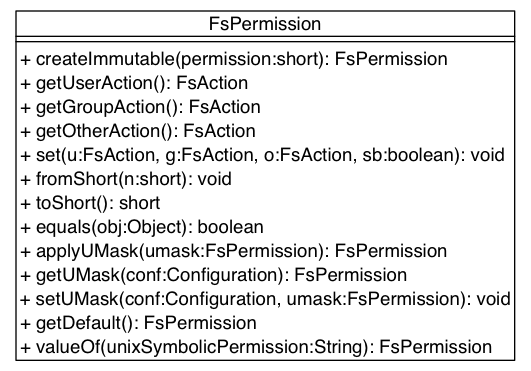 FsPermission
+ createImmutable(permission:short): FsPermission
+ getUserAction(): FsAction
+ getGroupAction(): FsAction
+ getOtherAction(): FsAction
+ set(u:FsAction, g:FsAction, o:FsAction, sb:boolean): void
+ fromShort(n:short): void
+ toShort(): short
+ equals(obj:Object): boolean
+ applyUMask(umask:FsPermission): FsPermission
+ getUMask(conf:Configuration): FsPermission
+ setUMask(conf:Configuration, umask:FsPermission): void
+ getDefault(): FsPermission
+ valueOf(unixSymbolicPermission:String): FsPermission